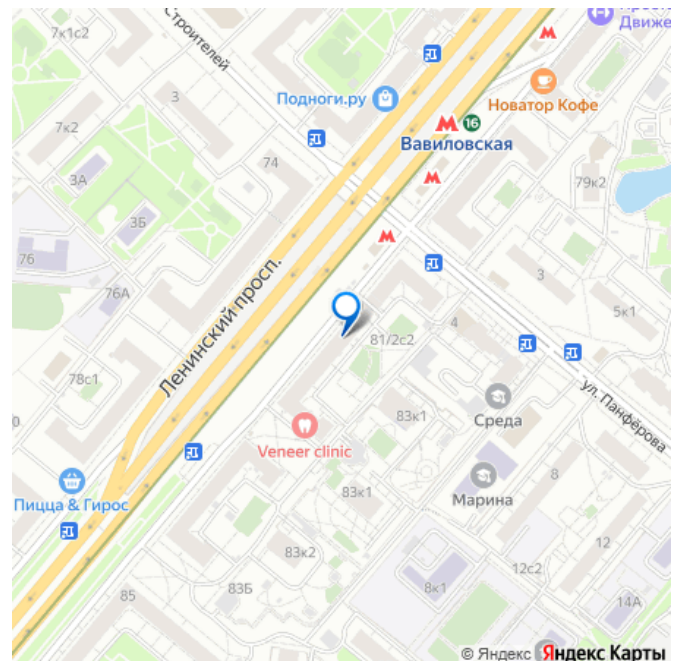 7к1с2
Строителей
Движе
3
Подноги.ру
Новатор Кофе
16
7к2
Вавиловская
74
3А
79к2
3Б
76
3
76А
Ленинский просп.
5к1
81/2с2
4
78с1
ул. Панфёрова
83к1
Среда
Veneer clinic
8
Пицца & Гирос
83к1
Марина
83к2
12
12с2
83Б
8к1
85
14А
© Яндекс Яндекс Карты